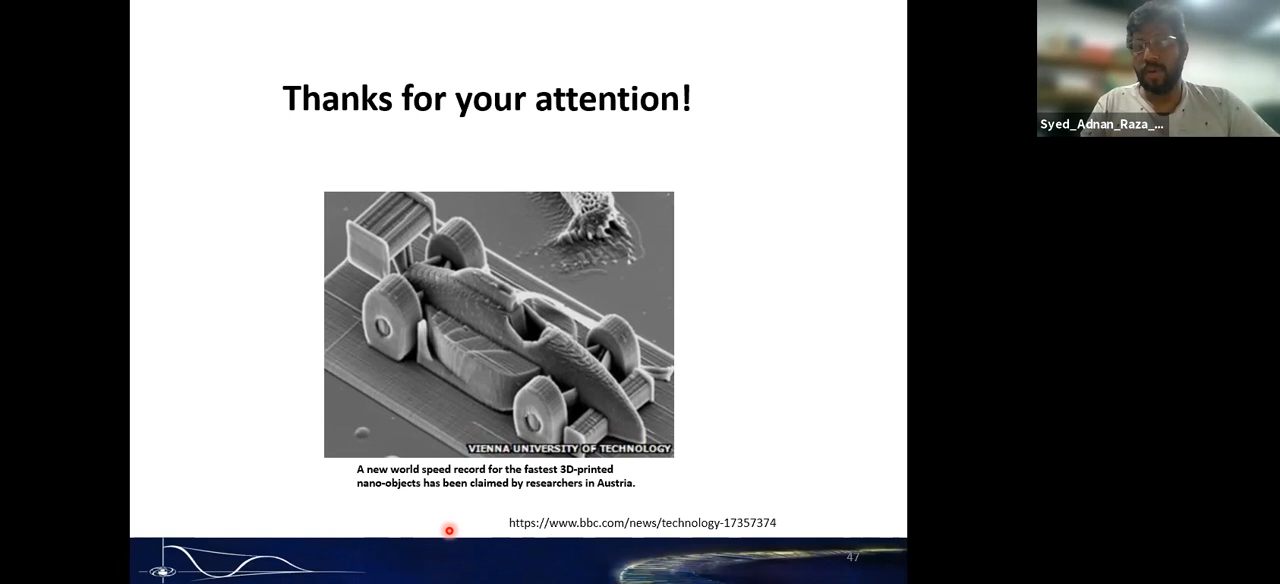 Thanks for your attention!
Syed_Adnan_Raza_...
VIENNA UNIVERSITY OF TECHNOLOGY
A new world speed record for the fastest 3D-printed
nano-objects has been claimed by researchers in Austria.
https://www.bbc.com/news/technology-17357374
47